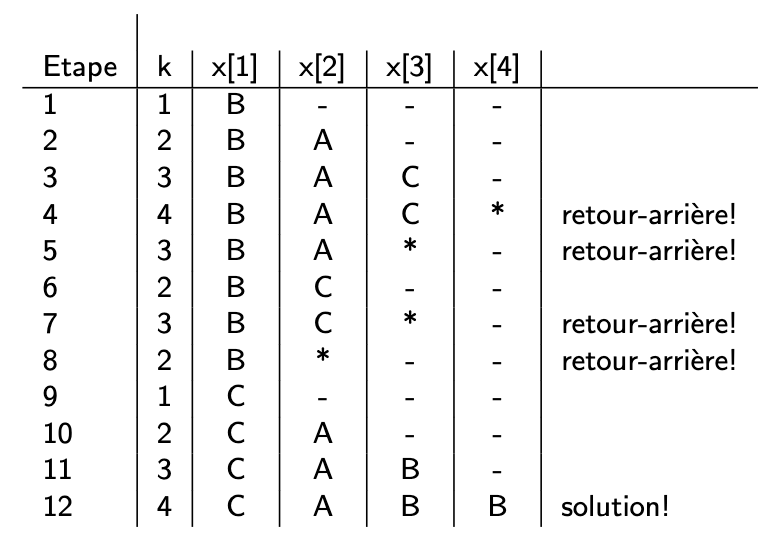 Etape k x[1] x[2] x[3] x[4]
1 1 B - - -
2 2 B A - -
3 3 B A C -
4 4 B A C * retour-arrière!
5 3 B A * - retour-arrière!
6 2 B C - -
7 3 B C * - retour-arrière!
8 2 B * - - retour-arrière!
9 1 C - - -
10 2 C A - -
11 3 C A B -
12 4 C A B B solution!